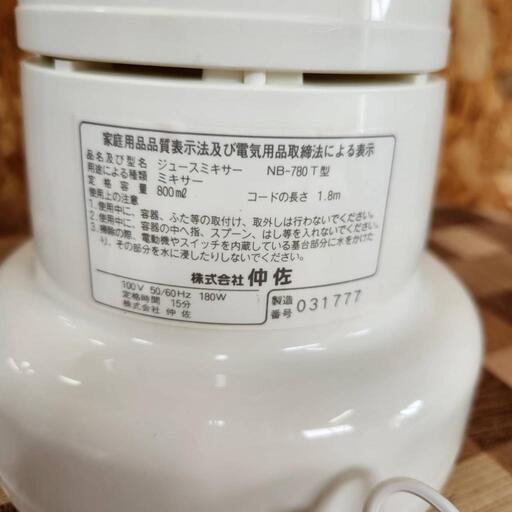 家庭用品品質表示法及び電気用品取締法による表示
品名及び型名 ジュースミキサー NB-780T型
用途による種類 ミキサー
定格容量 800mℓ コードの長さ 1.8m
使用上の注意
1.使用中に、容器、ふた等の取付け、取外しは行わないでください。
2.使用中に、容器の中へ指、スプーン、はし等を入れないでください。
3.掃除の際、電動機やスイッチを内蔵している基台部分に水をかけた
り、その部分を水に浸したりしないでください。
株式会社 仲佐
100V 50/60Hz 180W
定格時間 15分
株式会社 仲佐
製造
番号 031777